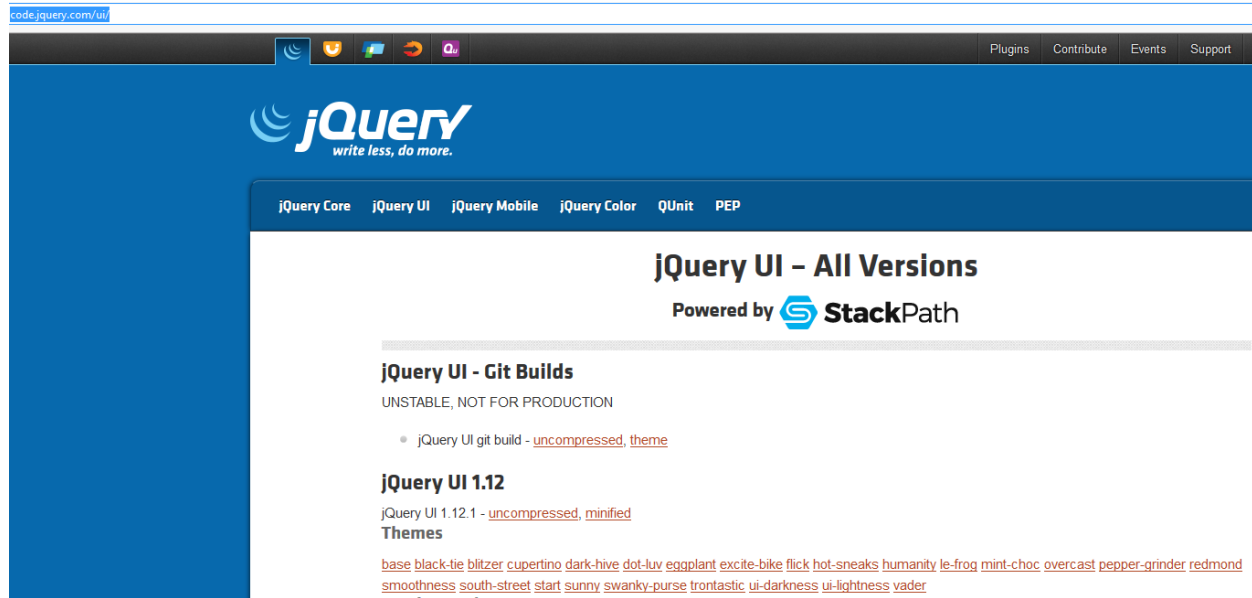 code.jquery.com/ui/
Qu Plugins Contribute Events Support
jQuery
write less, do more.
jQuery Core jQuery UI jQuery Mobile jQuery Color QUnit PEP
jQuery UI – All Versions
Powered by StackPath
jQuery UI - Git Builds
UNSTABLE, NOT FOR PRODUCTION
jQuery UI git build - uncompressed, theme
jQuery UI 1.12
jQuery UI 1.12.1 - uncompressed, minified
Themes
base black-tie blitzer cupertino dark-hive dot-luv eggplant excite-bike flick hot-sneaks humanity le-frog mint-choc overcast pepper-grinder redmond
smoothness south-street start sunny swanky-purse trontastic ui-darkness ui-lightness vader